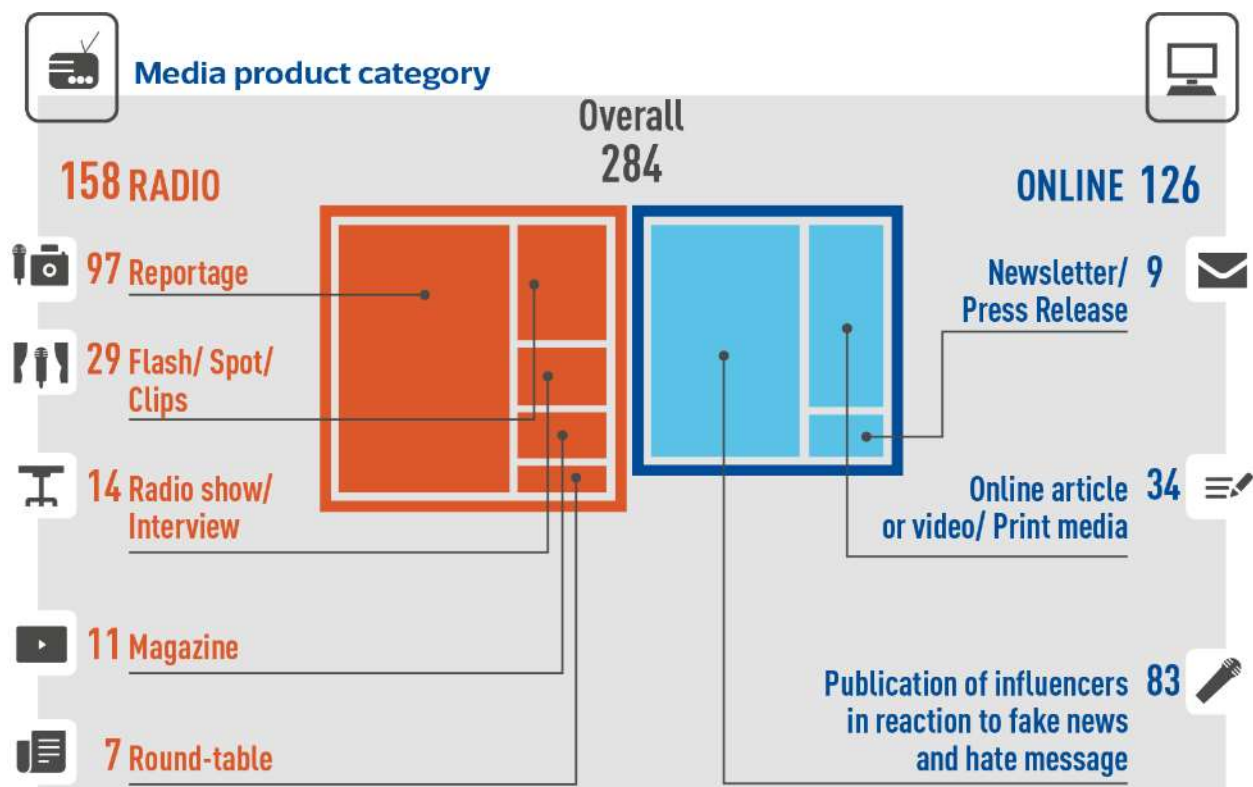 Media product category
Overall
284
158 RADIO
97 Reportage
29 Flash/ Spot/
Clips
14 Radio show/
Interview
11 Magazine
7 Round-table
ONLINE 126
Newsletter/ 9
Press Release
Online article 34
or video/ Print media
Publication of influencers 83
in reaction to fake news
and hate message